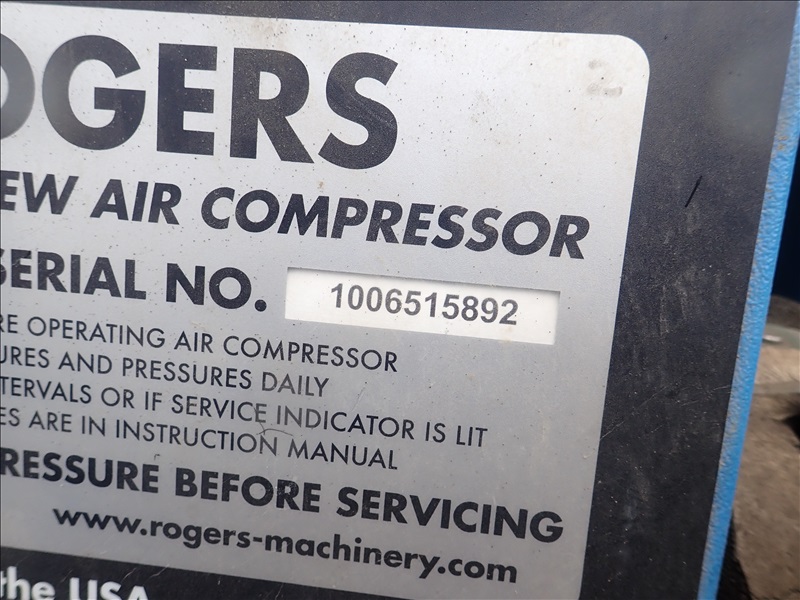 OGERS
EW AIR COMPRESSOR
SERIAL NO. 1006515892
RE OPERATING AIR COMPRESSOR
URES AND PRESSURES DAILY
TERVALS OR IF SERVICE INDICATOR IS LIT
ES ARE IN INSTRUCTION MANUAL
RESSURE BEFORE SERVICING
www.rogers-machinery.com
the USA